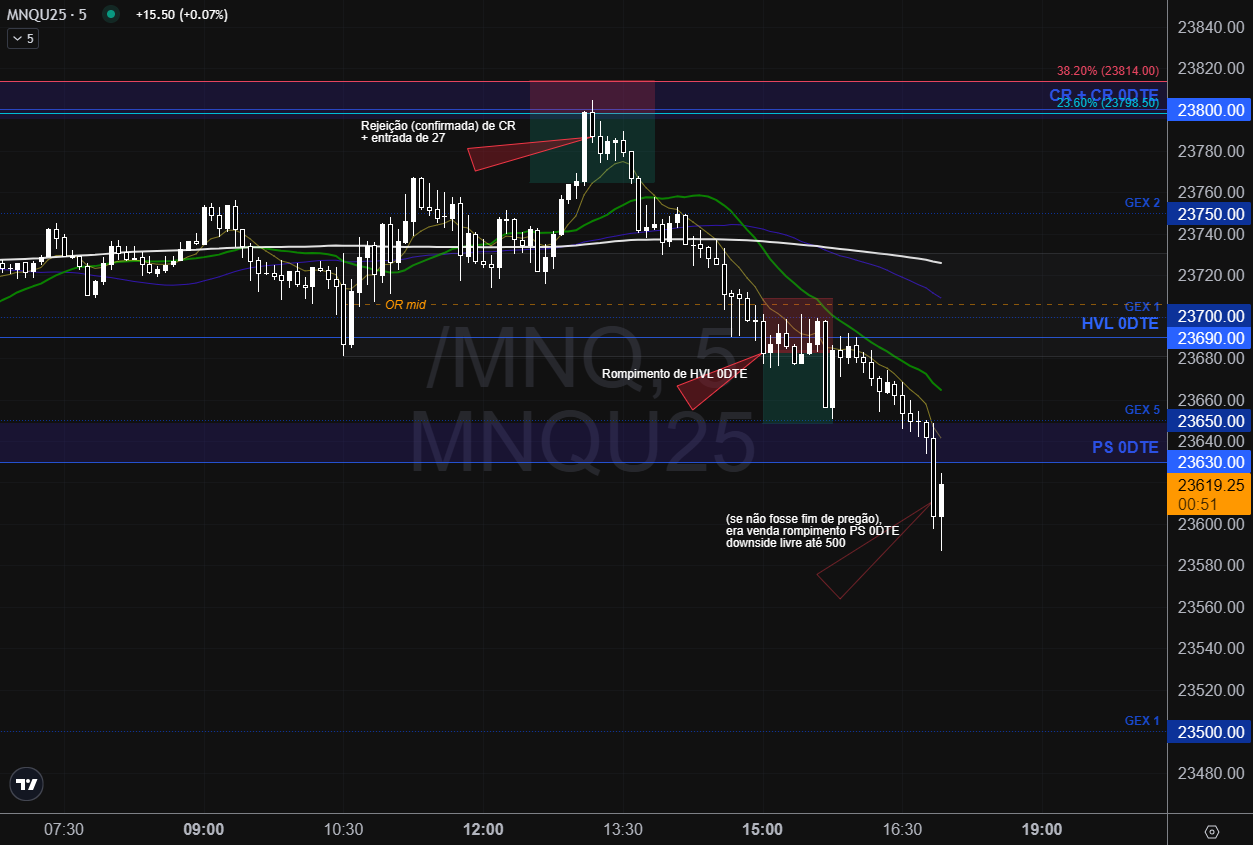 MNQU25 · 5 +15.50 (+0.07%)
5
38.20% (23814.00)
CR + CR 0DTE
23.60% (23798.50)
Rejeição (confirmada) de CR
+ entrada de 27
GEX 2
OR mid
GEX 1
HVL 0DTE
/MNQ, 5
MNQU25
Rompimento de HVL 0DTE
GEX 5
PS 0DTE
(se não fosse fim de pregão),
era venda rompimento PS 0DTE
downside livre até 500
GEX 1
23840.00
23820.00
23800.00
23780.00
23760.00
23750.00
23740.00
23720.00
23700.00
23690.00
23680.00
23660.00
23650.00
23640.00
23630.00
23619.25
00:51
23600.00
23580.00
23560.00
23540.00
23520.00
23500.00
23480.00
07:30 09:00 10:30 12:00 13:30 15:00 16:30 19:00